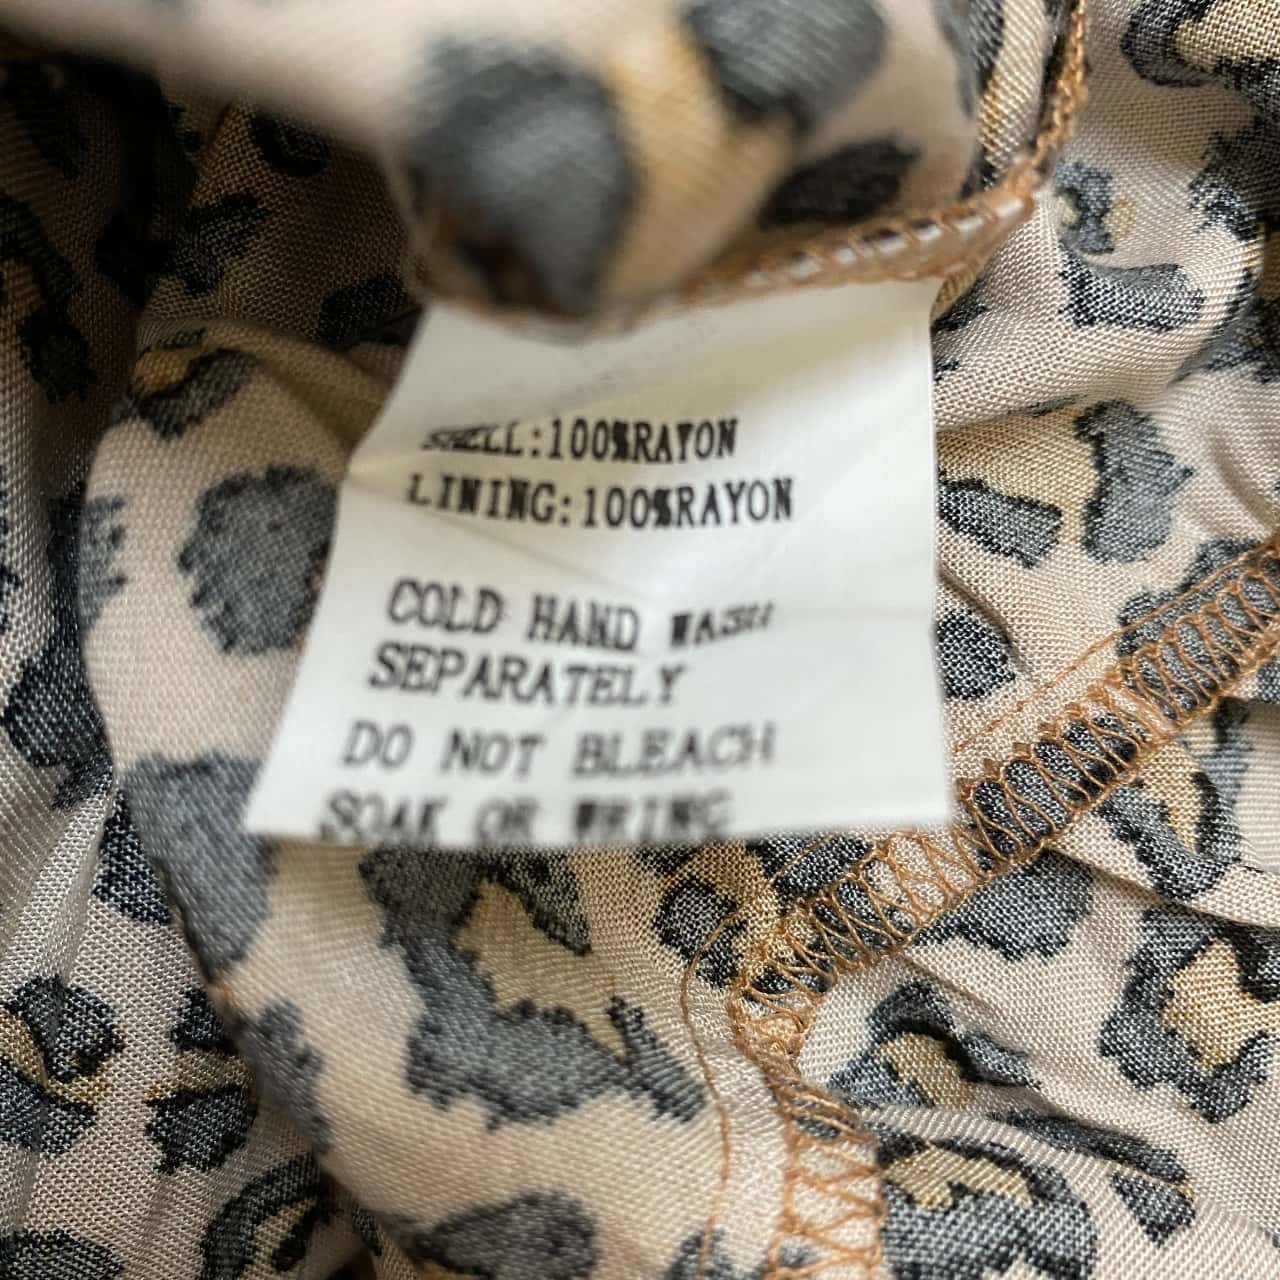 SHELL:100%RAYON
LINING:100%RAYON
COLD HAND WASH
SEPARATELY
DO NOT BLEACH
SOAK OR WRING